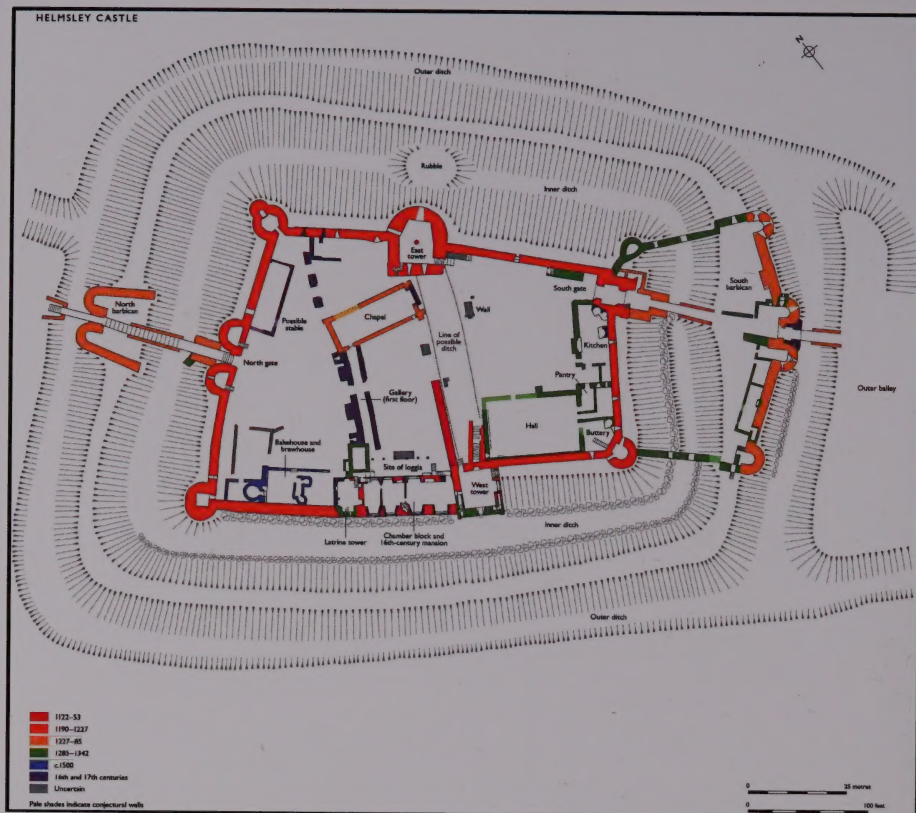 HELMSLEY CASTLE
N
Outer ditch
Rubble
Inner ditch
East
tower
South gate
South
barbican
North
barbican
Possible
stable
Chapel
Wall
Line of
possible
ditch
Kitchen
North gate
Pantry
Gallery
(first floor)
Outer bailey
Hall
Buttery
Bakehouse and
brewhouse
Site of loggia
West
tower
Latrine tower
Chamber block and
16th-century mansion
Inner ditch
Outer ditch
1122–53
1190–1227
1227–85
1285–1342
c.1500
16th and 17th centuries
Uncertain
Pale shades indicate conjectural walls
0 25 metres
0 100 feet